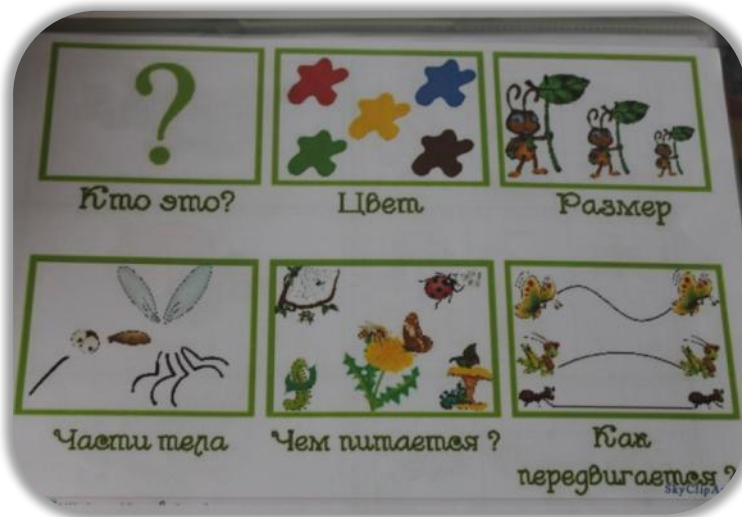 ?
Кто это?
Цвет
Размер
Части тела
Чем питается ?
Как
передвигается ?